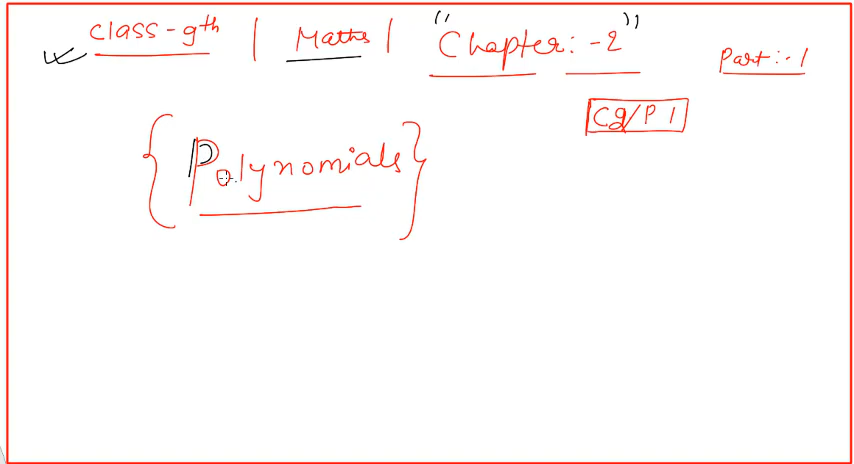 Class-9th | Maths | "Chapter:-2"
Part:-1
C9/P1
{Polynomials}